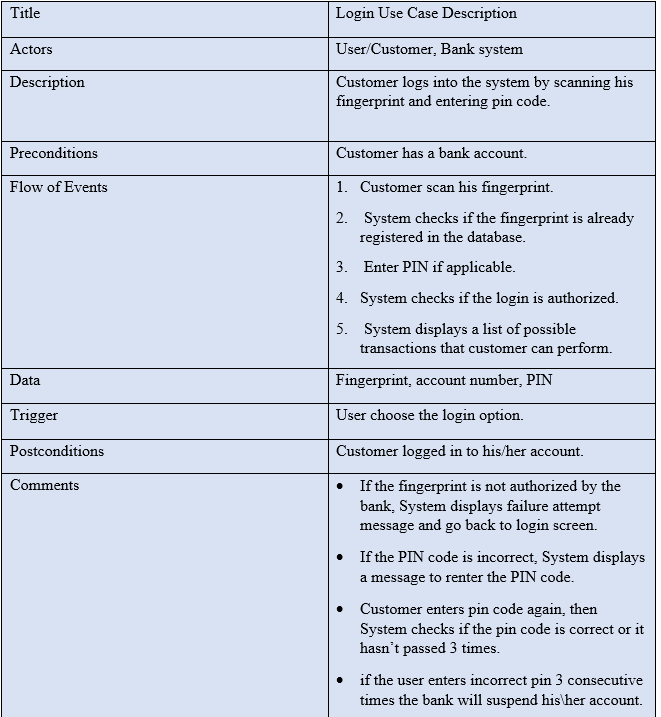 Title
Login Use Case Description
Actors
User/Customer, Bank system
Description
Customer logs into the system by scanning his
fingerprint and entering pin code.
Preconditions
Customer has a bank account.
Flow of Events
1. Customer scan his fingerprint.
2. System checks if the fingerprint is already
registered in the database.
3. Enter PIN if applicable.
4. System checks if the login is authorized.
5. System displays a list of possible
transactions that customer can perform.
Data
Fingerprint, account number, PIN
Trigger
User choose the login option.
Postconditions
Customer logged in to his/her account.
Comments
• If the fingerprint is not authorized by the
bank, System displays failure attempt
message and go back to login screen.
• If the PIN code is incorrect, System displays
a message to renter the PIN code.
• Customer enters pin code again, then
System checks if the pin code is correct or it
hasn’t passed 3 times.
• if the user enters incorrect pin 3 consecutive
times the bank will suspend his\her account.